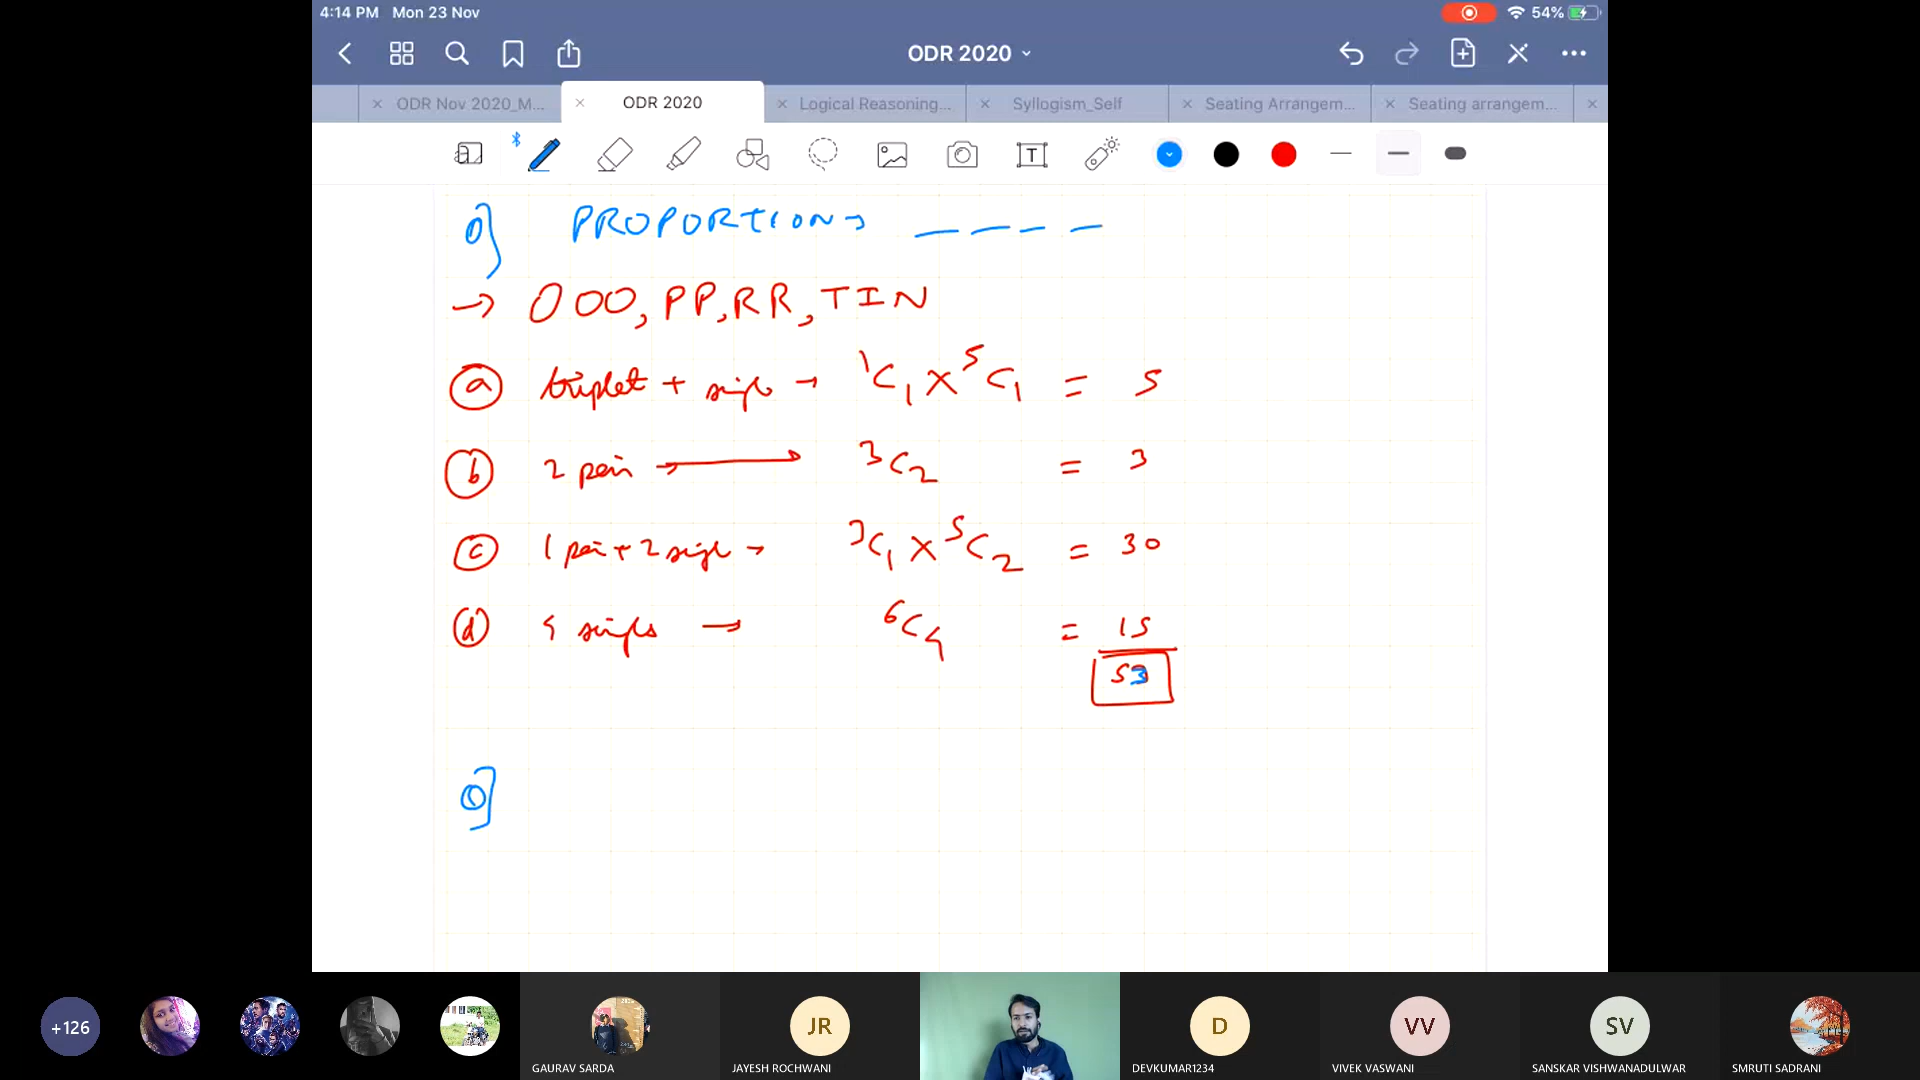 4:14 PM Mon 23 Nov
54%
ODR 2020
ODR Nov 2020_M...
ODR 2020
Logical Reasoning...
Syllogism_Self
Seating Arrangem...
Seating arrangem...
Q] PROPORTION → _ _ _ _
→ OOO, PP, RR, TIN
(a) triplet + single → ¹C₁ X ⁵C₁ = 5
(b) 2 pair → ³C₂ = 3
(c) 1 pair + 2 single → ³C₁ X ⁵C₂ = 30
(d) 4 singles → ⁶C₄ = 15
53
Q]
+126
JR
D
VV
SV
GAURAV SARDA
JAYESH ROCHWANI
DEVKUMAR1234
VIVEK VASWANI
SANSKAR VISHWANADULWAR
SMRUTI SADRANI